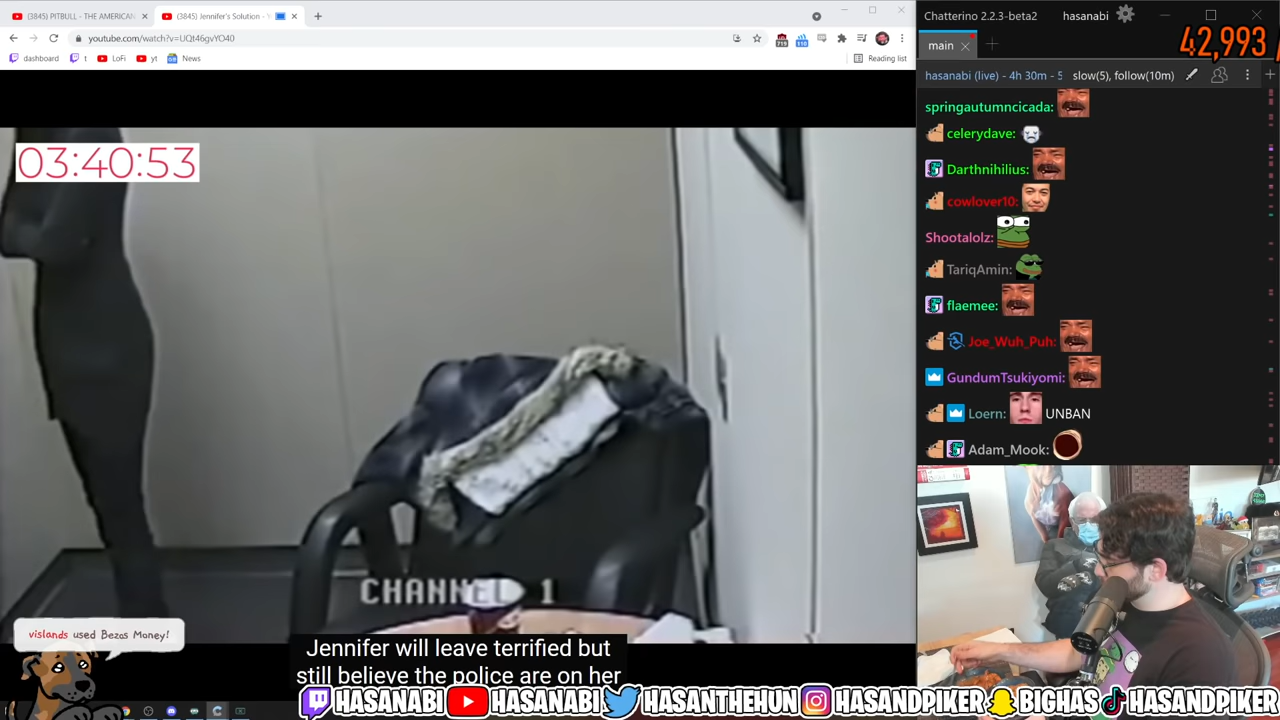 (3845) PITBULL - THE AMERICAN
(3845) Jennifer's Solution -
youtube.com/watch?v=UQt46gvYO40
dashboard
t
LoFi
yt
News
Reading list
03:40:53
CHANNEL 1
vislands used Bezos Money!
Jennifer will leave terrified but
still believe the police are on her
Chatterino 2.2.3-beta2
hasanabi
42,993
main
hasanabi (live) - 4h 30m - 5
slow(5), follow(10m)
springautumncicada:
celerydave:
Darthnihilius:
cowlover10:
Shootalolz:
TariqAmin:
flaemee:
Joe_Wuh_Puh:
GundumTsukiyomi:
Loern: UNBAN
Adam_Mook:
HASANABI HASANABI HASANTHEHUN HASANDPIKER BIGHAS HASANDPIKER